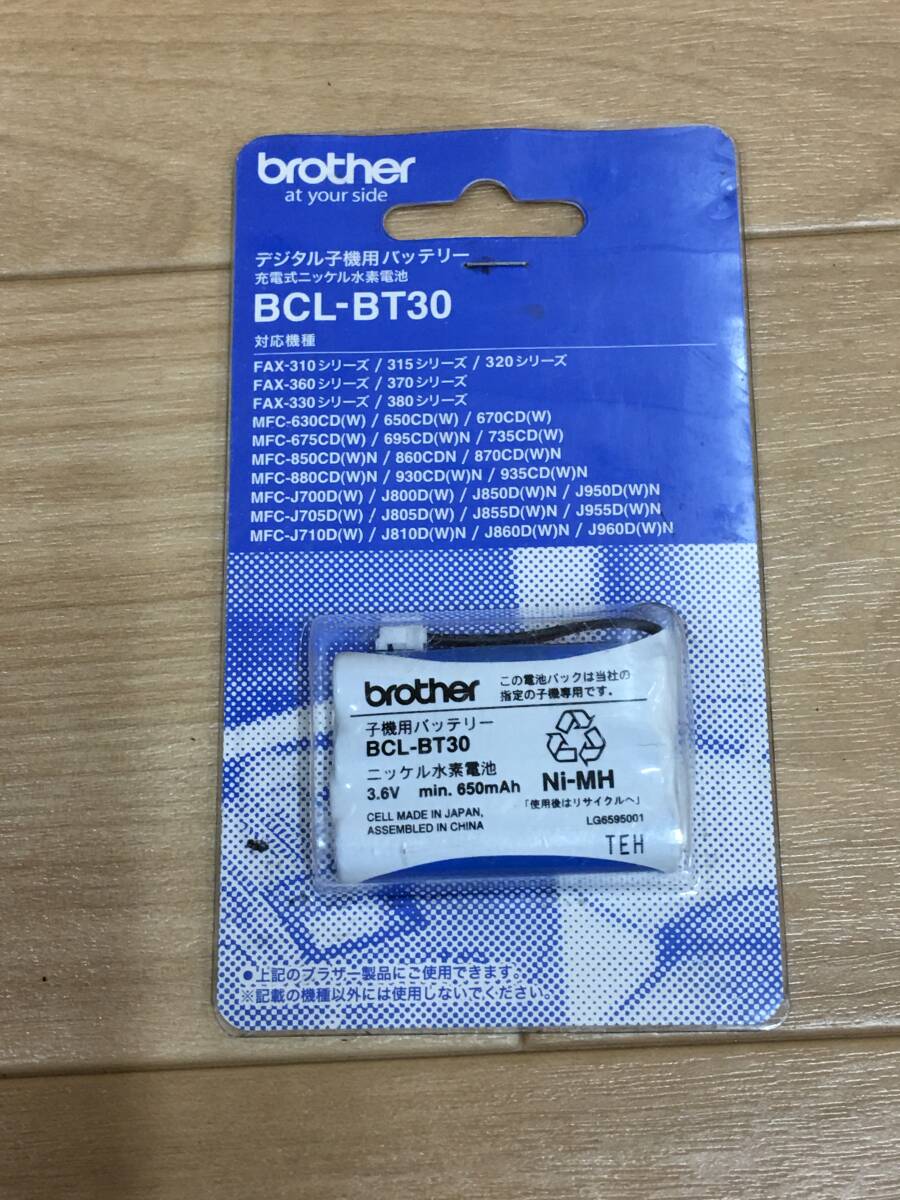 brother
at your side
デジタル子機用バッテリー
充電式ニッケル水素電池
BCL-BT30
対応機種
FAX-310シリーズ / 315シリーズ / 320シリーズ
FAX-360シリーズ / 370シリーズ
FAX-330シリーズ / 380シリーズ
MFC-630CD(W) / 650CD(W) / 670CD(W)
MFC-675CD(W) / 695CD(W)N / 735CD(W)
MFC-850CD(W)N / 860CDN / 870CD(W)N
MFC-880CD(W)N / 930CD(W)N / 935CD(W)N
MFC-J700D(W) / J800D(W) / J850D(W)N / J950D(W)N
MFC-J705D(W) / J805D(W) / J855D(W)N / J955D(W)N
MFC-J710D(W) / J810D(W)N / J860D(W)N / J960D(W)N
brother
この電池パックは当社の
指定の子機専用です。
子機用バッテリー
BCL-BT30
ニッケル水素電池
3.6V min. 650mAh
Ni-MH
CELL MADE IN JAPAN,
ASSEMBLED IN CHINA
「使用後はリサイクルへ」
LG6595001
TEH
●上記のブラザー製品にご使用できます。
※記載の機種以外には使用しないでください。